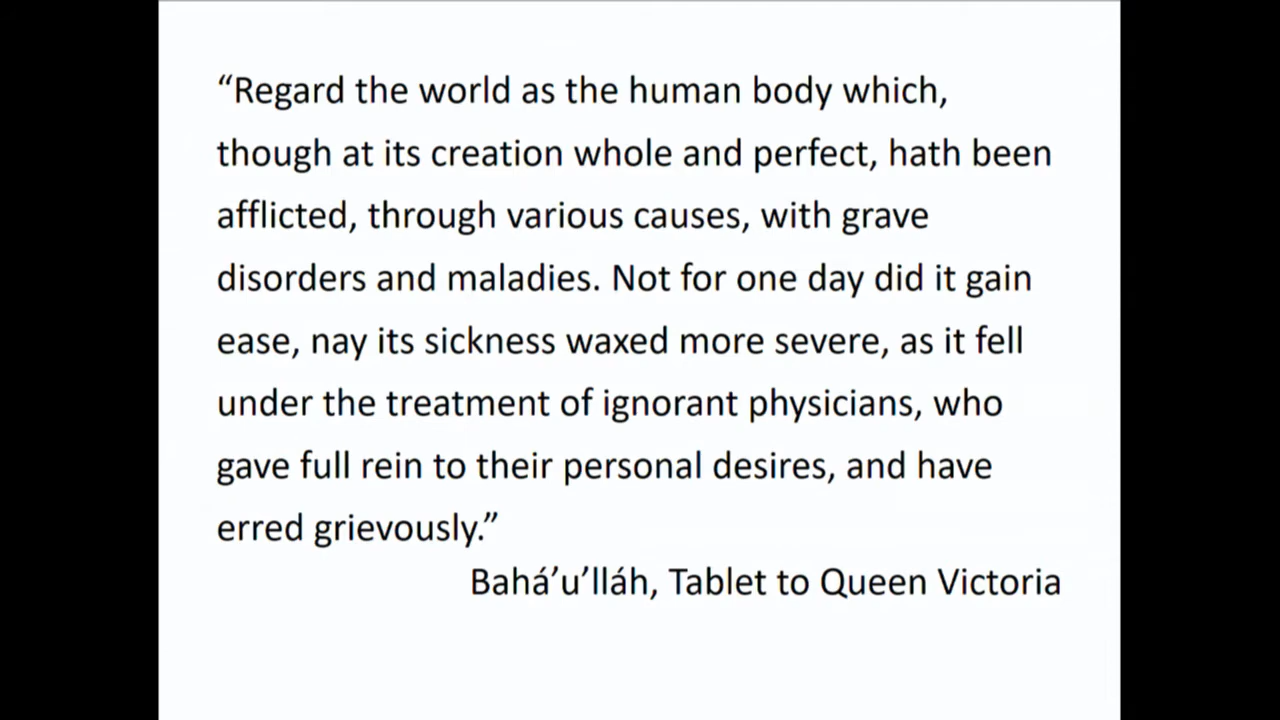 “Regard the world as the human body which,
though at its creation whole and perfect, hath been
afflicted, through various causes, with grave
disorders and maladies. Not for one day did it gain
ease, nay its sickness waxed more severe, as it fell
under the treatment of ignorant physicians, who
gave full rein to their personal desires, and have
erred grievously.”
Bahá’u’lláh, Tablet to Queen Victoria